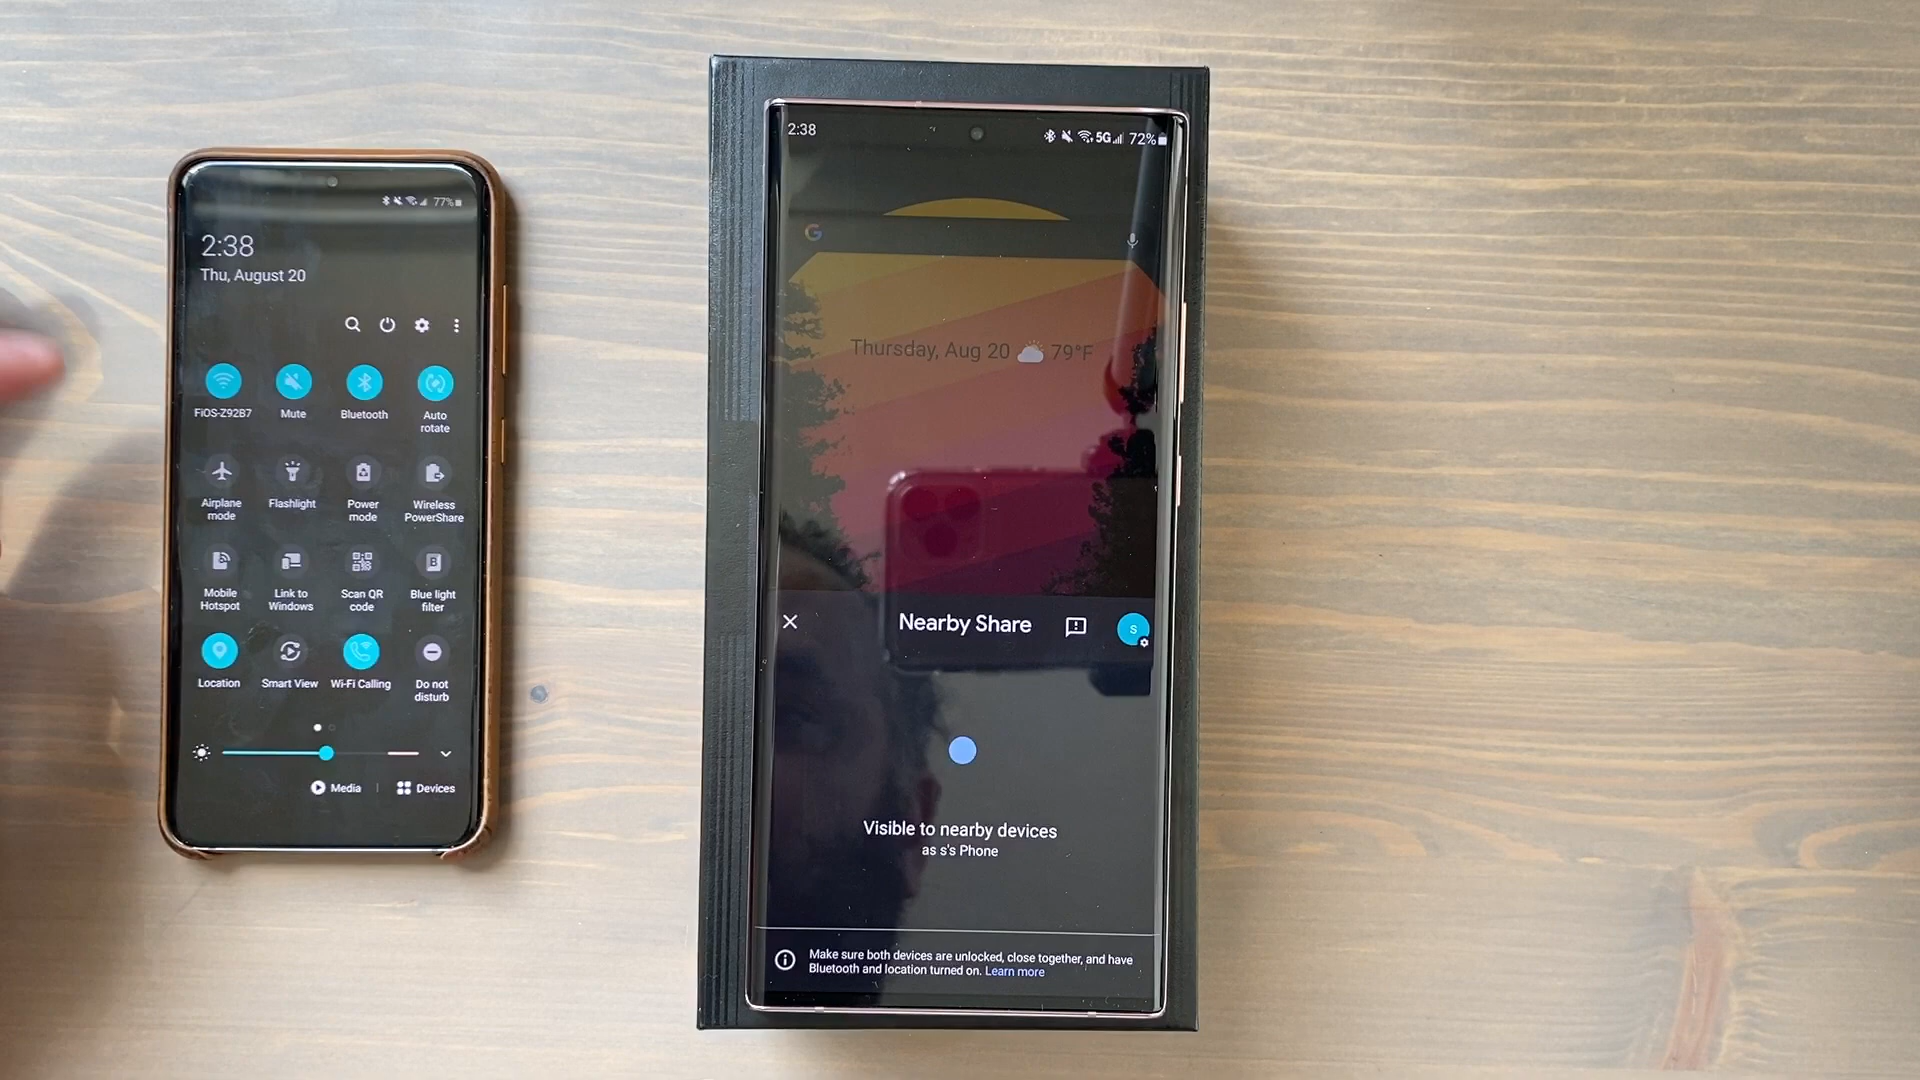 77%
2:38
Thu, August 20
FiOS-Z92B7
Mute
Bluetooth
Auto
rotate
Airplane
mode
Flashlight
Power
mode
Wireless
PowerShare
Mobile
Hotspot
Link to
Windows
Scan QR
code
Blue light
filter
B
Location
Smart View
Wi-Fi Calling
Do not
disturb
Media
Devices
2:38
5G 72%
G
Thursday, Aug 20 79°F
Nearby Share
S
Visible to nearby devices
as s's Phone
Make sure both devices are unlocked, close together, and have
Bluetooth and location turned on. Learn more